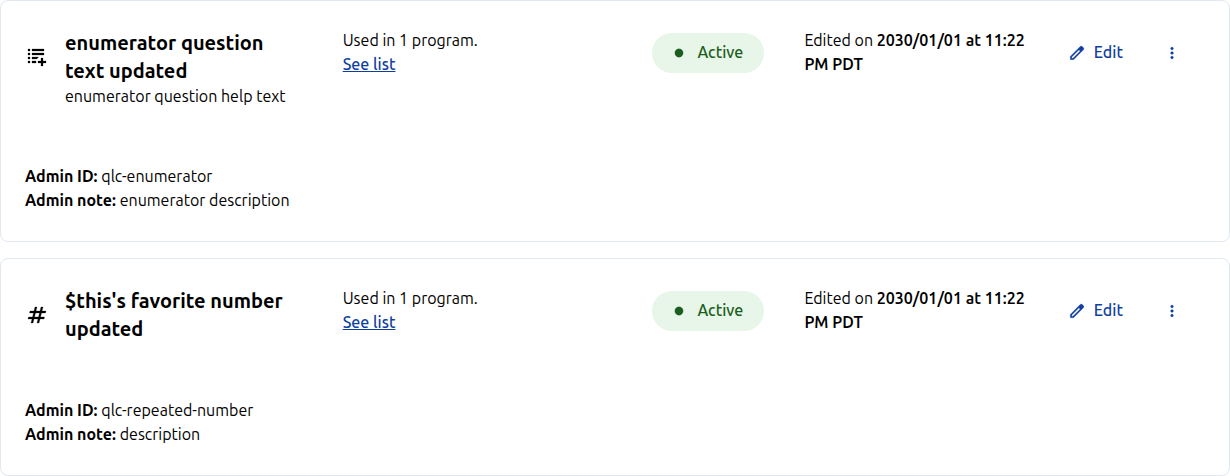 enumerator question
text updated
enumerator question help text
Used in 1 program.
See list
Active
Edited on 2030/01/01 at 11:22
PM PDT
Edit
Admin ID: qlc-enumerator
Admin note: enumerator description
$this's favorite number
updated
Used in 1 program.
See list
Active
Edited on 2030/01/01 at 11:22
PM PDT
Edit
Admin ID: qlc-repeated-number
Admin note: description